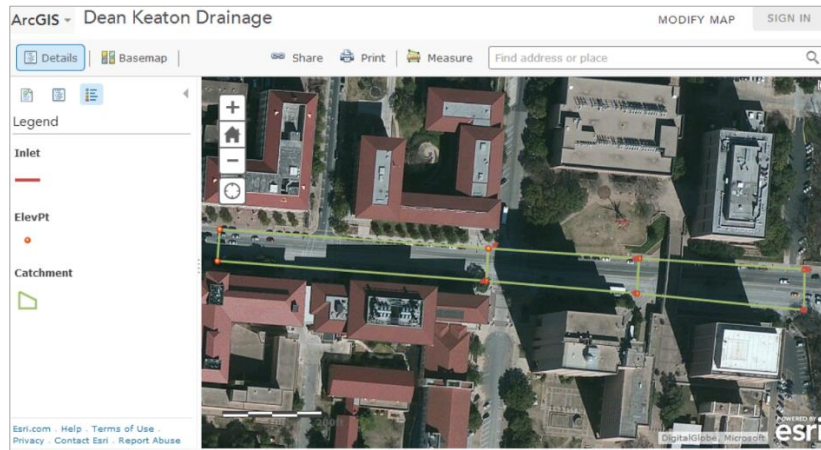 ArcGIS Dean Keaton Drainage MODIFY MAP SIGN IN
Details Basemap Share Print Measure Find address or place
Legend
Inlet
ElevPt
Catchment
Esri.com . Help . Terms of Use .
Privacy . Contact Esri . Report Abuse
DigitalGlobe, Microsoft
POWERED BY
esri